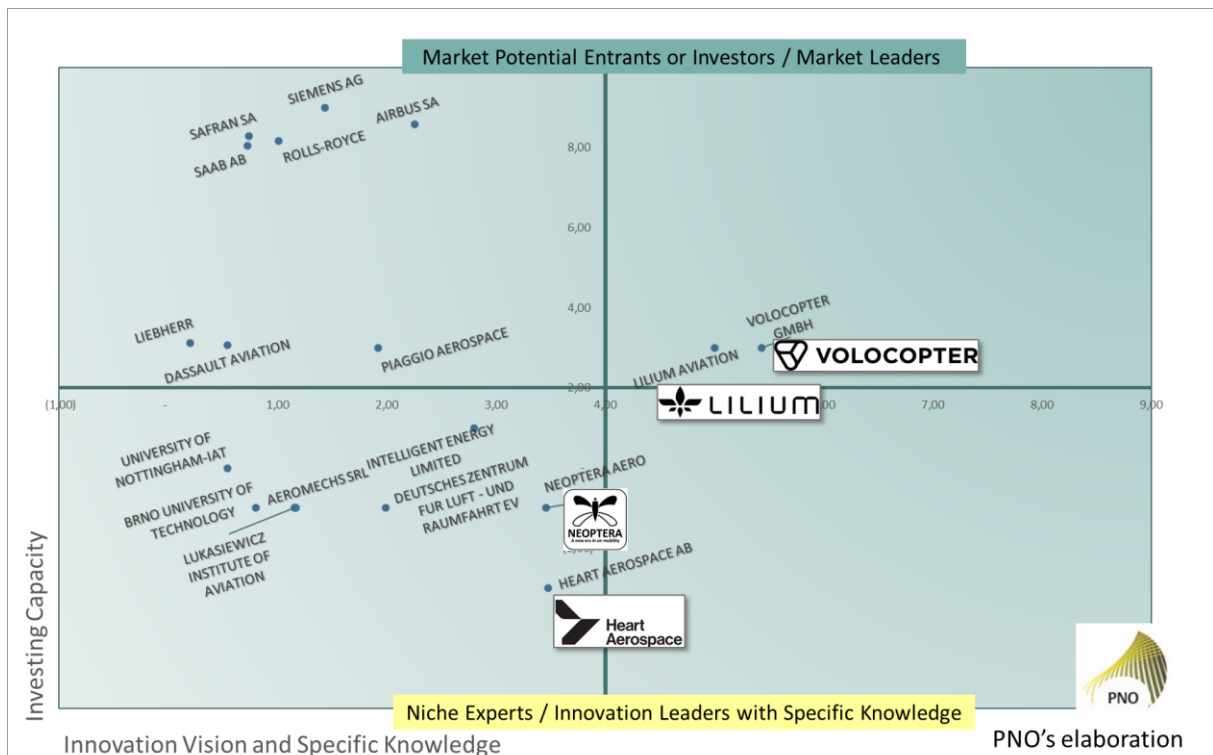 Market Potential Entrants or Investors / Market Leaders
SIEMENS AG
SAFRAN SA
AIRBUS SA
SAAB AB
ROLLS-ROYCE
8,00
6,00
4,00
LIEBHERR
DASSAULT AVIATION
PIAGGIO AEROSPACE
VOLOCOPTER
GMBH
VOLOCOPTER
LILIUM AVIATION
LILIUM
2,00
(1,00)
-
1,00
2,00
3,00
4,00
7,00
8,00
9,00
UNIVERSITY OF
NOTTINGHAM-IAT
BRNO UNIVERSITY OF
TECHNOLOGY
AEROMECHS SRL
LUKASIEWICZ
INSTITUTE OF
AVIATION
INTELLIGENT ENERGY
LIMITED
DEUTSCHES ZENTRUM
FUR LUFT - UND
RAUMFAHRT EV
-
NEOPTERA AERO
NEOPTERA
A new era in air mobility
HEART AEROSPACE AB
Heart
Aerospace
Investing Capacity
Niche Experts / Innovation Leaders with Specific Knowledge
Innovation Vision and Specific Knowledge
PNO
PNO's elaboration